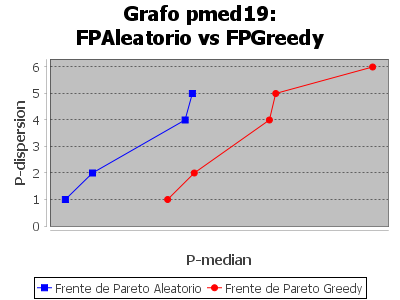 Grafo pmed19:
FPAleatorio vs FPGreedy
6
5
4
3
2
1
0
P-dispersion
P-median
Frente de Pareto Aleatorio
Frente de Pareto Greedy